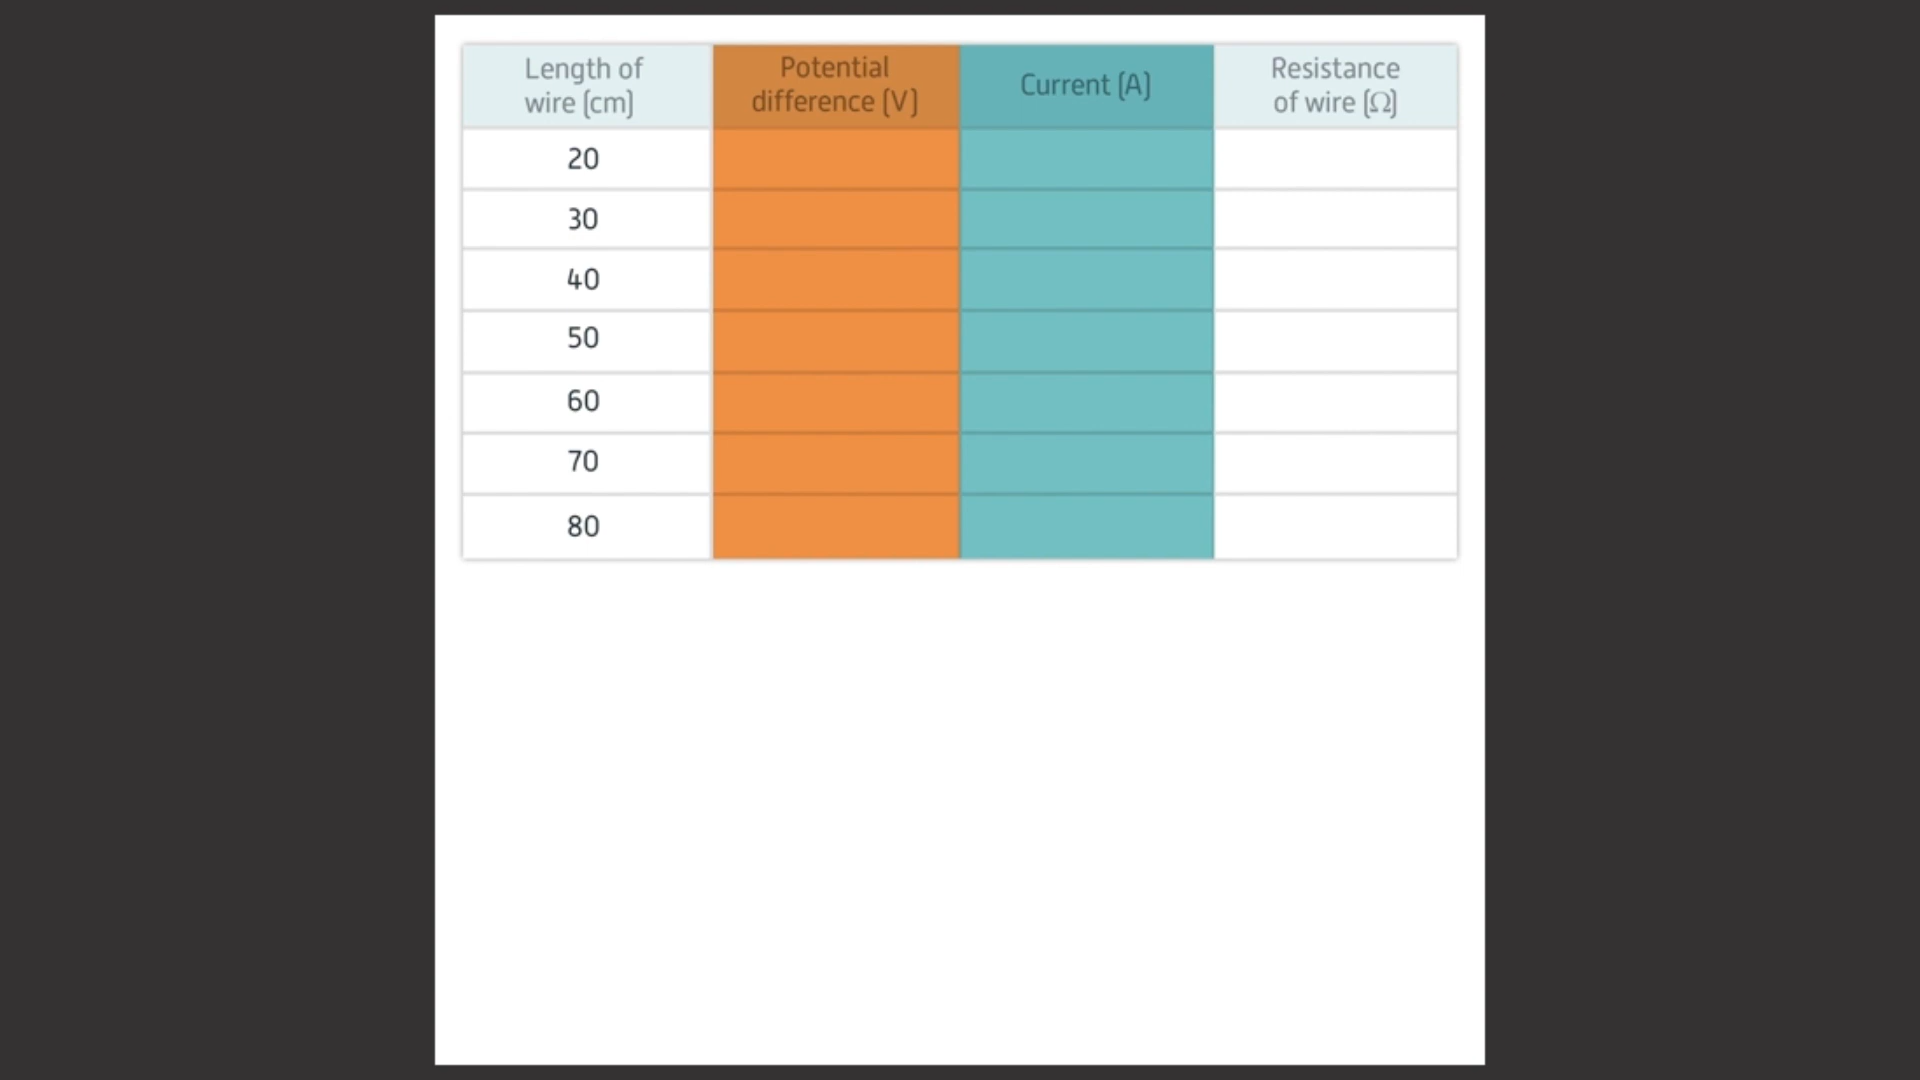 Length of
wire (cm)
Potential
difference (V)
Current (A)
Resistance
of wire (Ω)
20
30
40
50
60
70
80